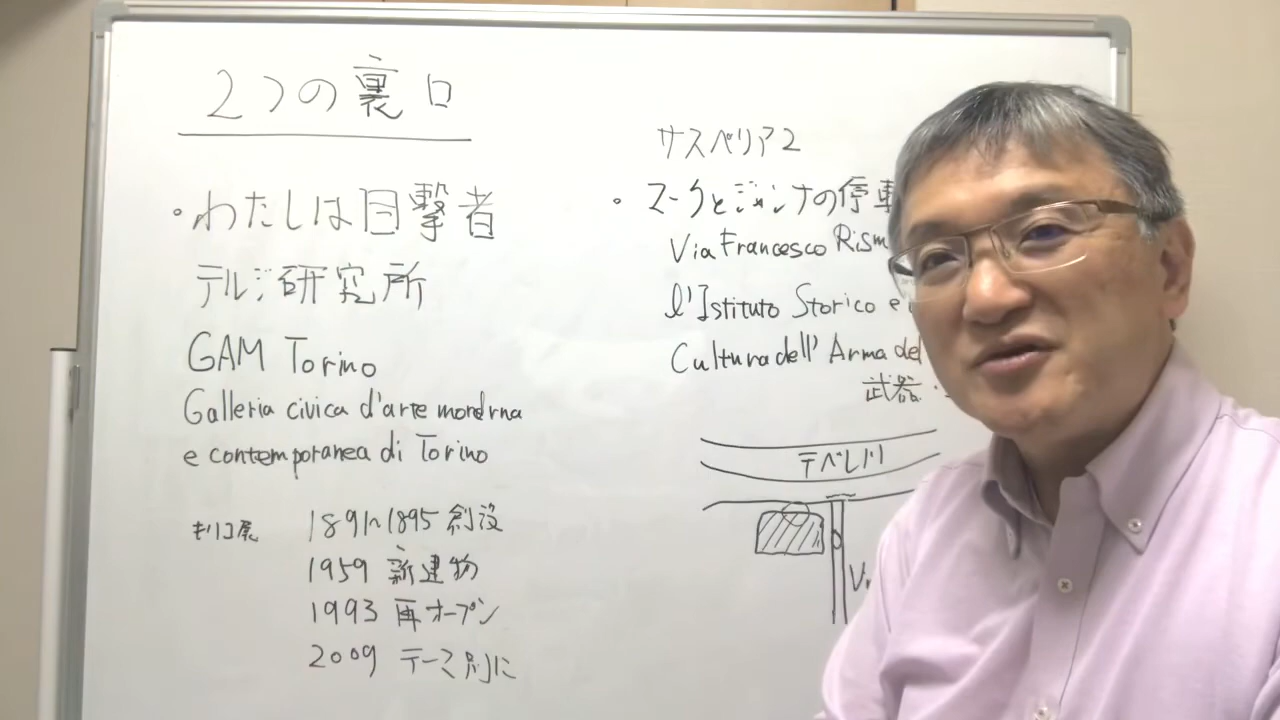 2つの裏口
・わたしは目撃者
テルジ研究所
GAM Torino
Galleria civica d'arte mordrna
e contemporanea di Torino
キリコ展
1891~1895 創設
1959 新建物
1993 再オープン
2009 テーマ別に
サスペリア2
・マークとジャンナの停車
Via Francesco Rism
l'Istituto Storico e
Cultura dell' Arma del
武器・
テベレ川